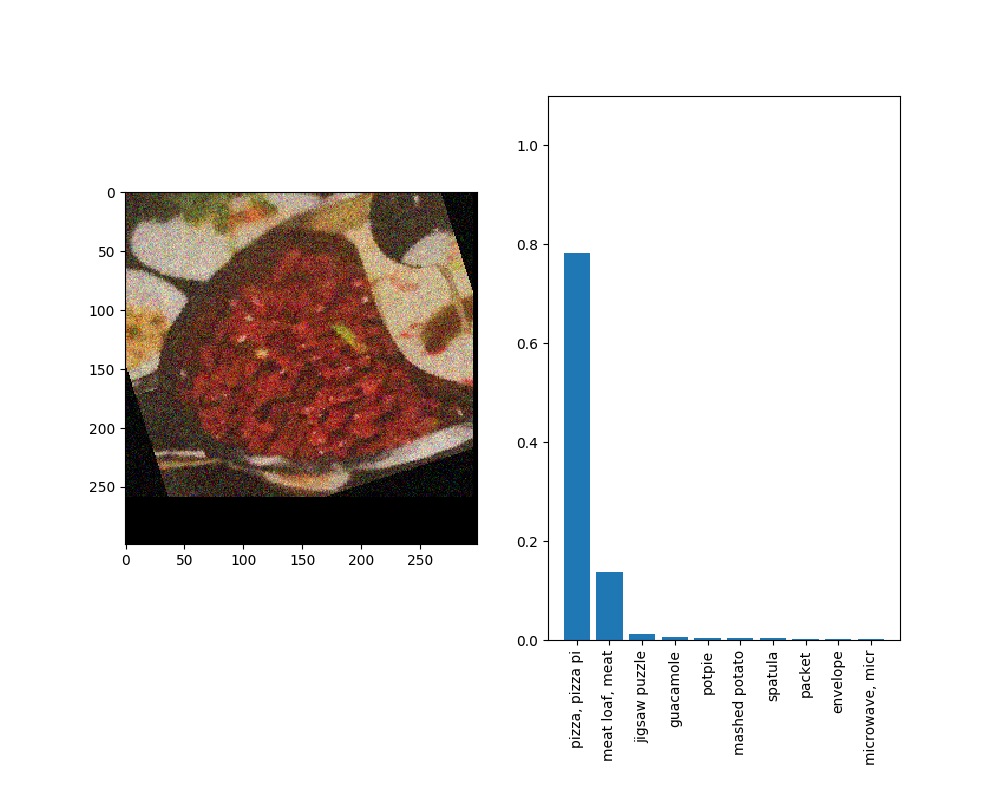 0
50
100
150
200
250
0 50 100 150 200 250
1.0
0.8
0.6
0.4
0.2
0.0
pizza, pizza pi
meat loaf, meat
jigsaw puzzle
guacamole
potpie
mashed potato
spatula
packet
envelope
microwave, micr